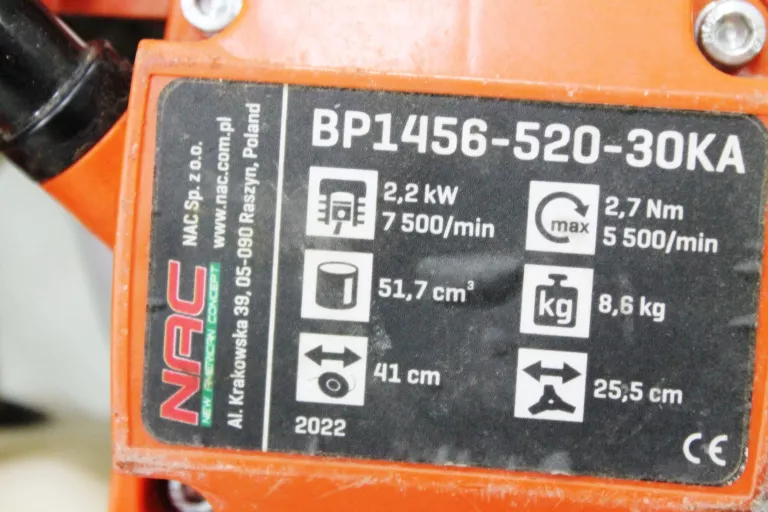 BP1456-520-30KA
2,2 kW
7 500/min
2,7 Nm
5 500/min
max
51,7 cm³
kg
8,6 kg
41 cm
25,5 cm
2022
CE
NAC
NEW AMERICAN CONCEPT
NAC Sp. z o.o.
www.nac.com.pl
Al. Krakowska 39, 05-090 Raszyn, Poland